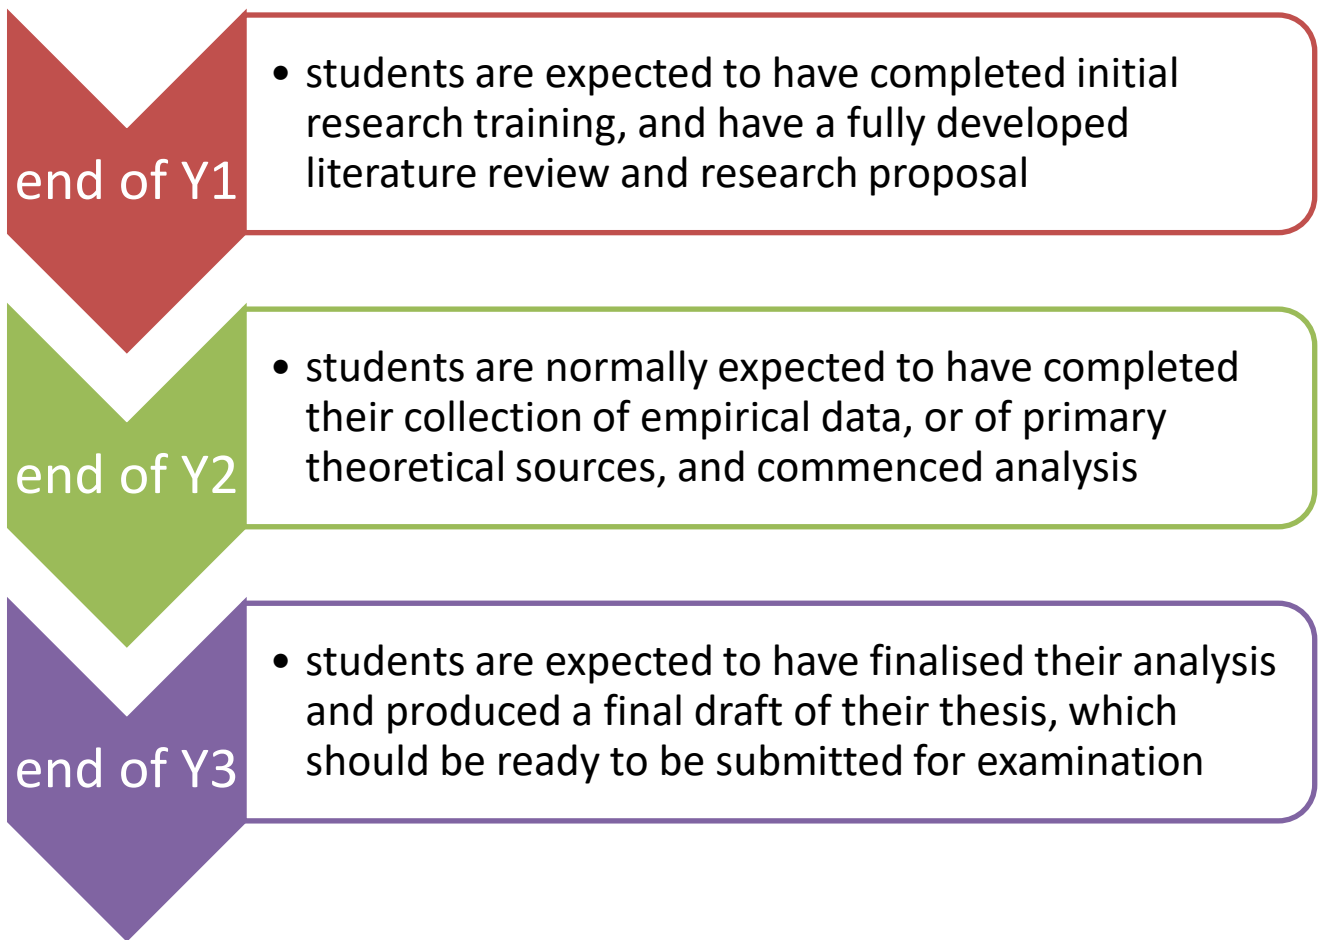 end of Y1
• students are expected to have completed initial
research training, and have a fully developed
literature review and research proposal
end of Y2
• students are normally expected to have completed
their collection of empirical data, or of primary
theoretical sources, and commenced analysis
end of Y3
• students are expected to have finalised their analysis
and produced a final draft of their thesis, which
should be ready to be submitted for examination